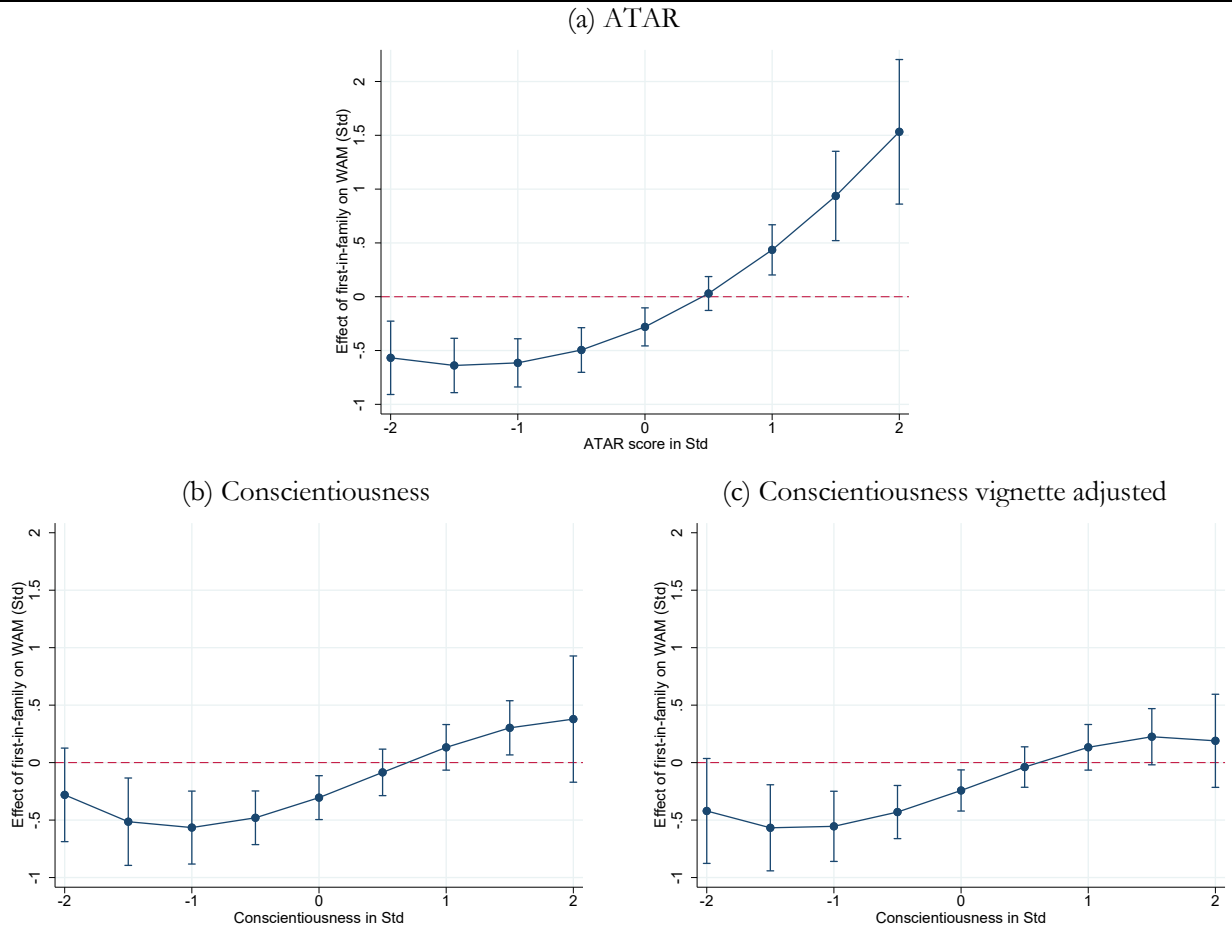 (a) ATAR
Effect of first-in-family on WAM (Std)
2
1.5
1
.5
0
-.5
-1
-2 -1 0 1 2
ATAR score in Std
(b) Conscientiousness
Effect of first-in-family on WAM (Std)
2
1.5
1
.5
0
-.5
-1
-2 -1 0 1 2
Conscientiousness in Std
(c) Conscientiousness vignette adjusted
Effect of first-in-family on WAM (Std)
2
1.5
1
.5
0
-.5
-1
-2 -1 0 1 2
Conscientiousness in Std